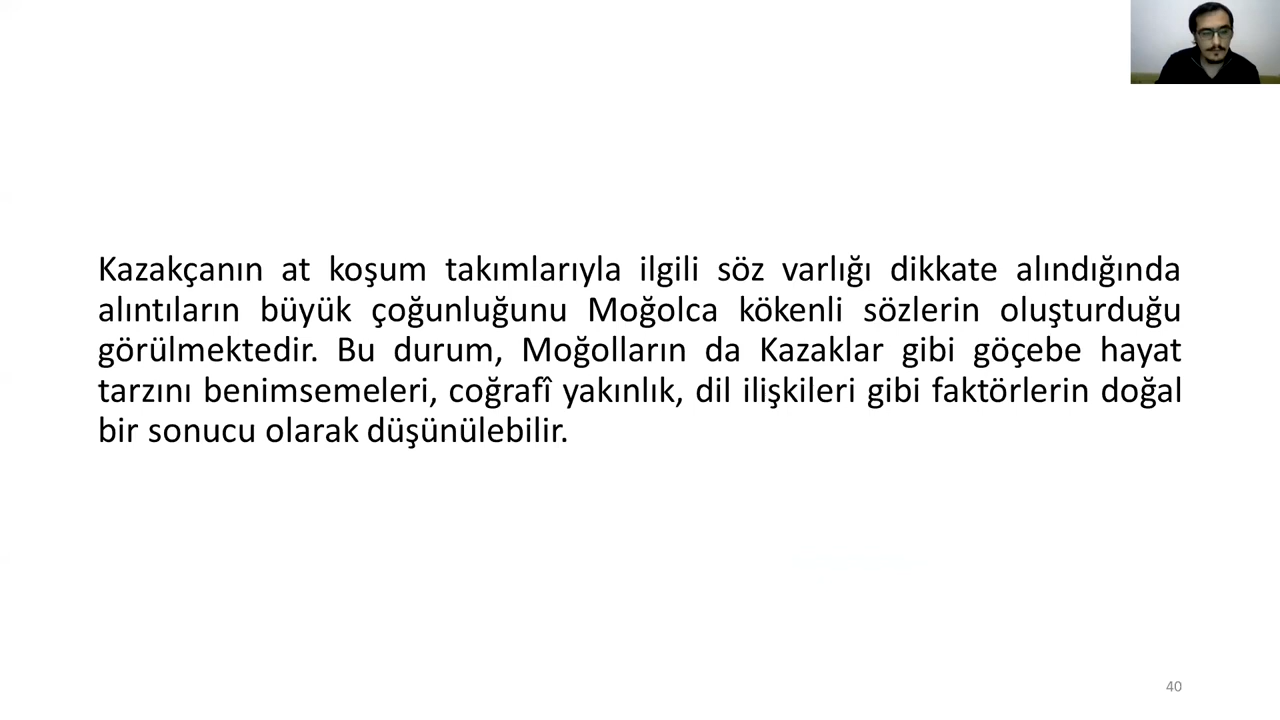 Kazakçanın at koşum takımlarıyla ilgili söz varlığı dikkate alındığında
alıntıların büyük çoğunluğunu Moğolca kökenli sözlerin oluşturduğu
görülmektedir. Bu durum, Moğolların da Kazaklar gibi göçebe hayat
tarzını benimsemeleri, coğrafî yakınlık, dil ilişkileri gibi faktörlerin doğal
bir sonucu olarak düşünülebilir.
40